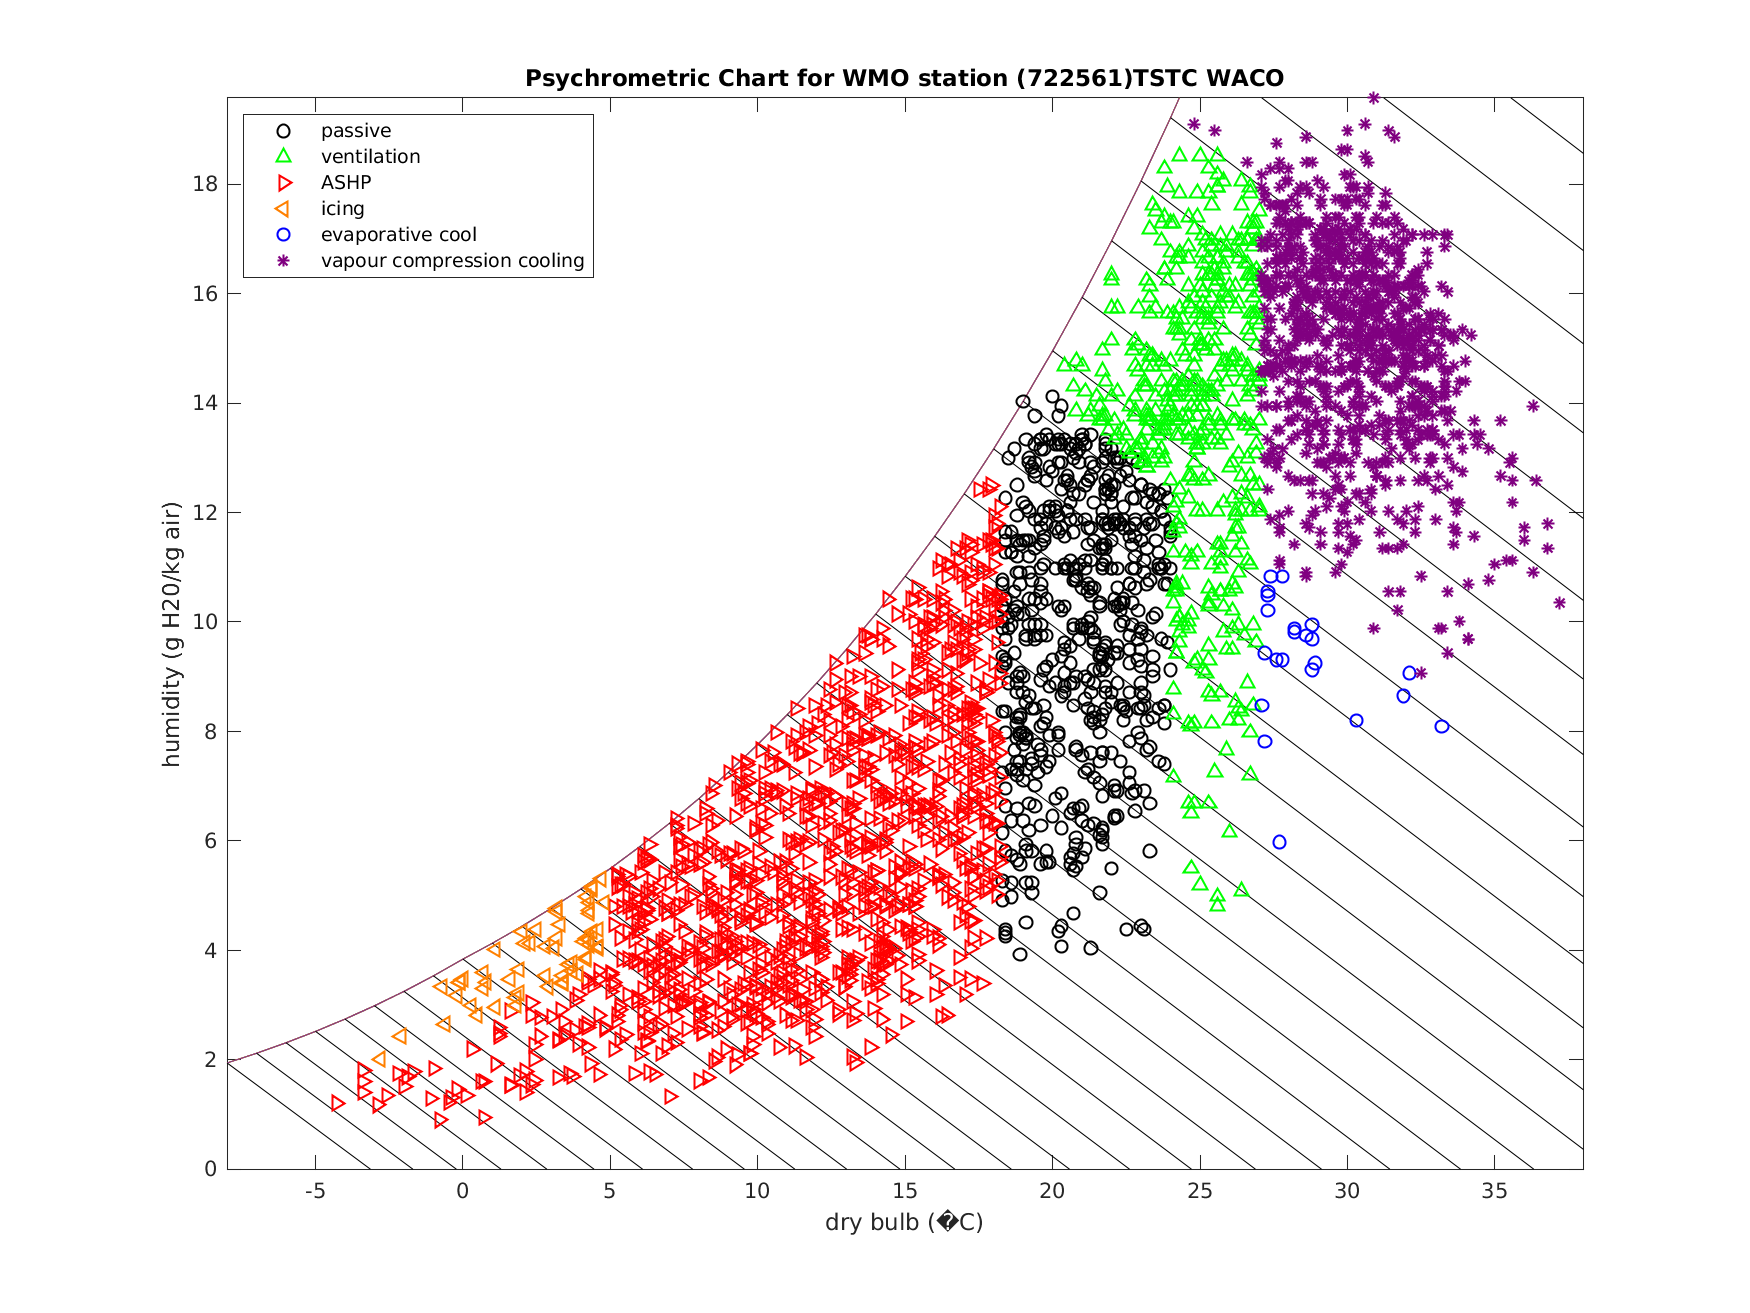 Psychrometric Chart for WMO station (722561)TSTC WACO
passive
ventilation
ASHP
icing
evaporative cool
vapour compression cooling
humidity (g H20/kg air)
18
16
14
12
10
8
6
4
2
0
-5 0 5 10 15 20 25 30 35
dry bulb (�C)